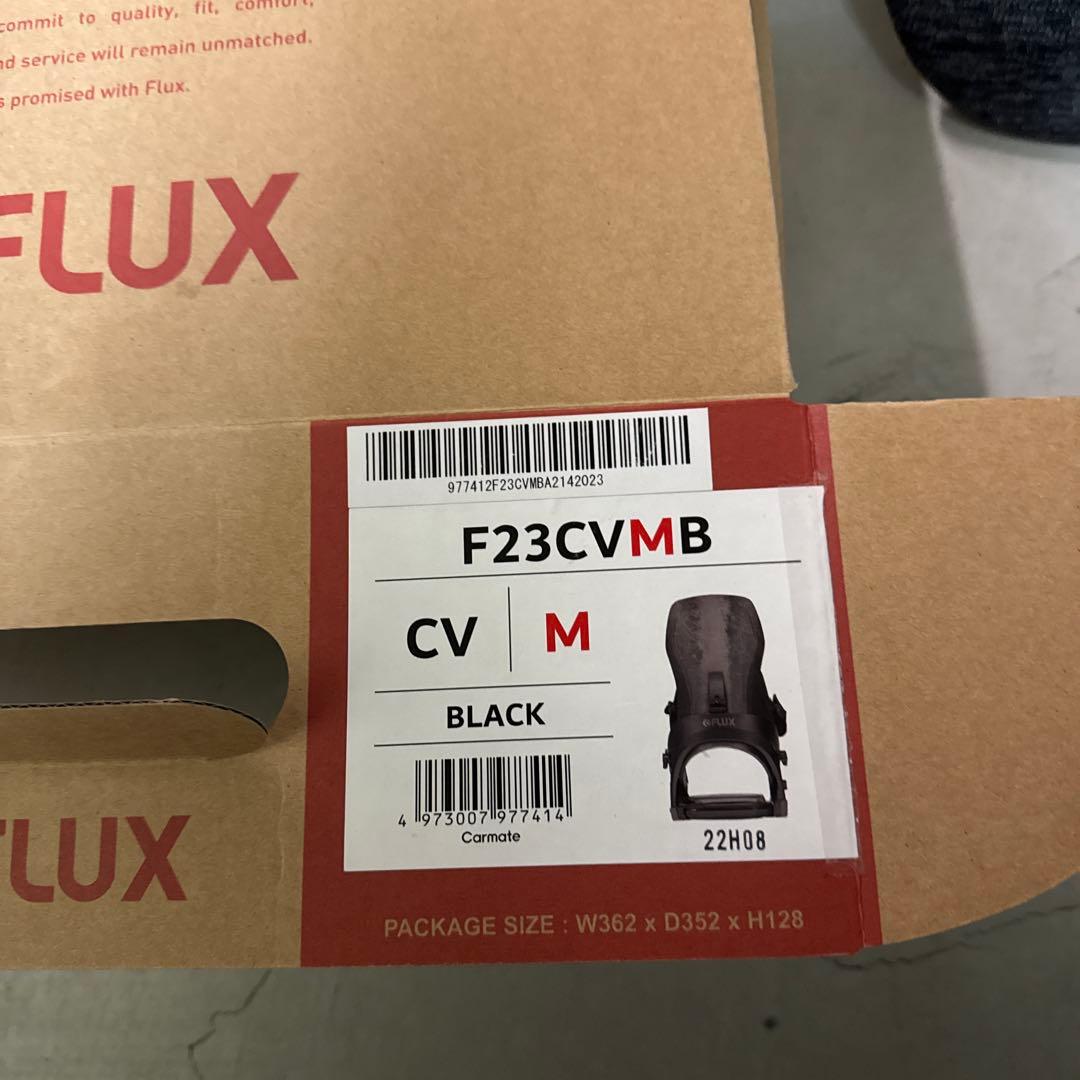 commit to quality, fit, comfort,
nd service will remain unmatched.
s promised with Flux.
FLUX
977412F23CVMBA2142023
F23CVMB
CV M
BLACK
FLUX
4 973007 977414
Carmate
22H08
FLUX
PACKAGE SIZE : W362 x D352 x H128